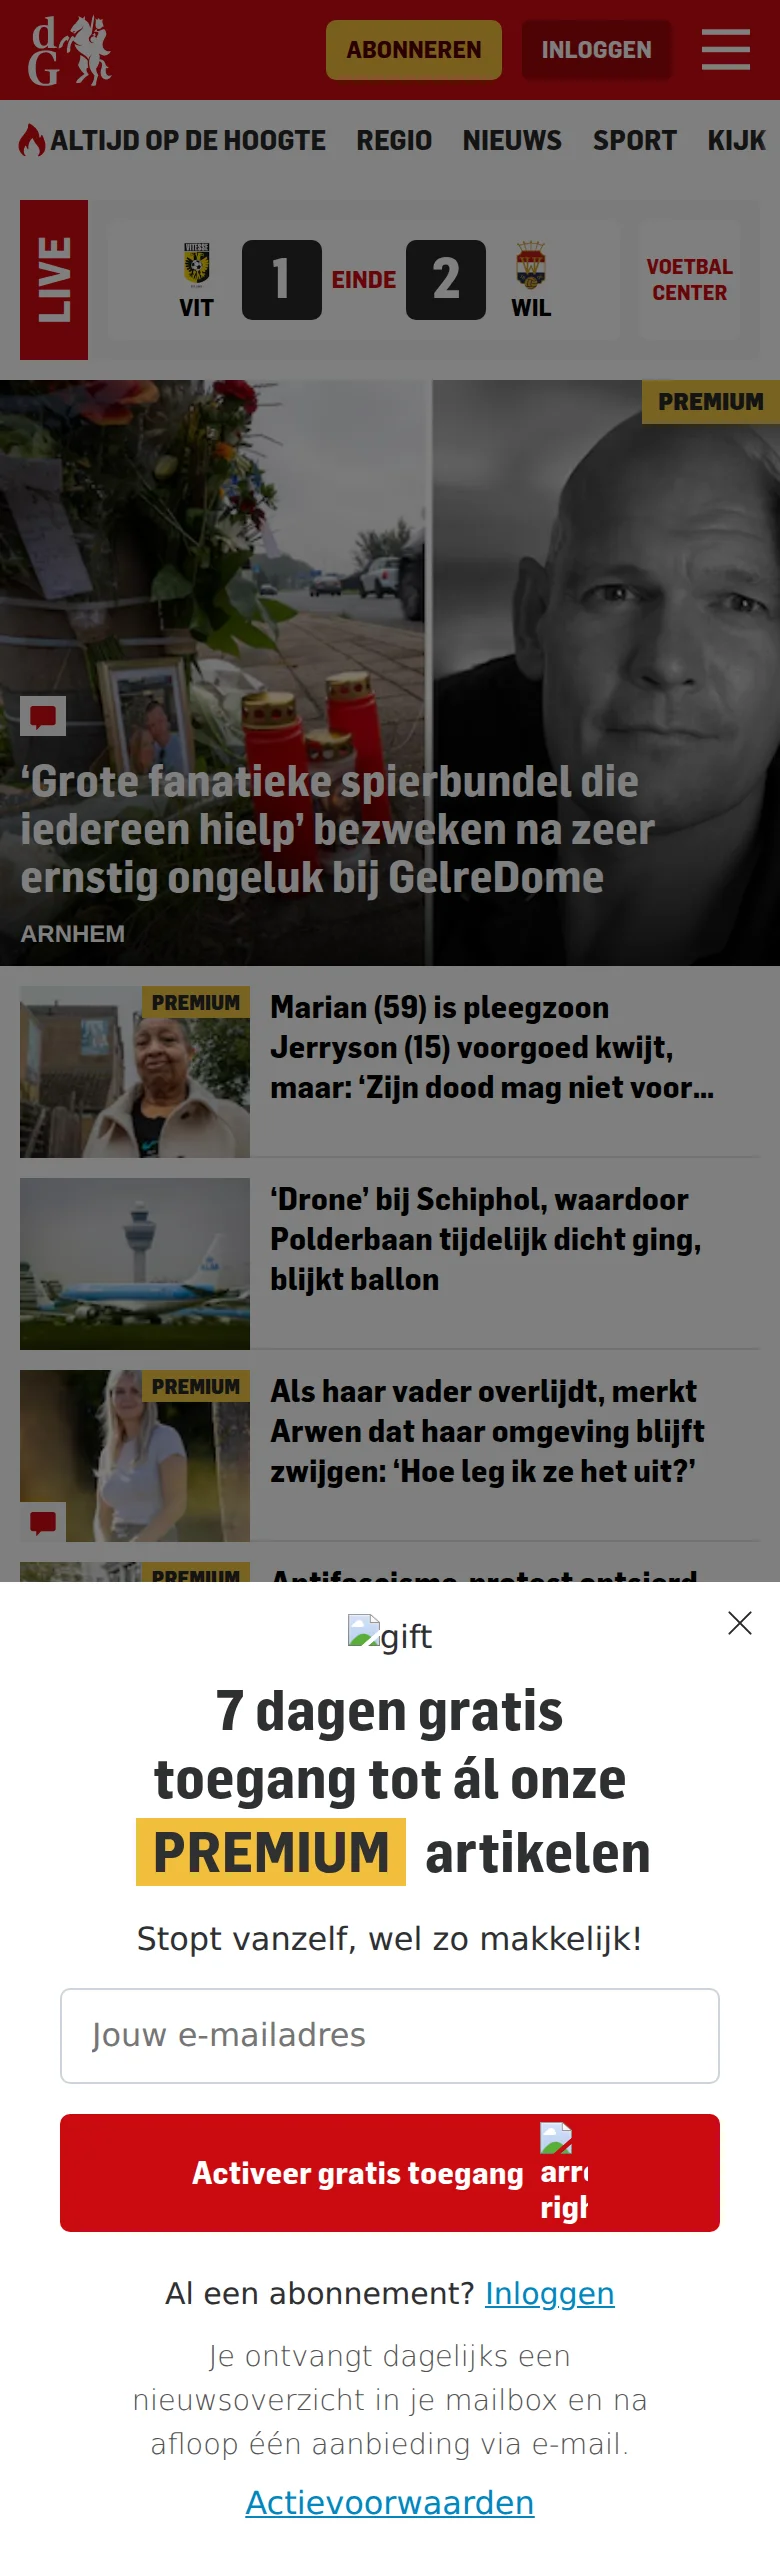 dG
ABONNEREN
INLOGGEN
ALTIJD OP DE HOOGTE REGIO NIEUWS SPORT KIJK
LIVE
VITESSE
VIT
1
EINDE
2
WIL
VOETBAL
CENTER
PREMIUM
‘Grote fanatieke spierbundel die
iedereen hielp’ bezweken na zeer
ernstig ongeluk bij GelreDome
ARNHEM
PREMIUM
Marian (59) is pleegzoon
Jerryson (15) voorgoed kwijt,
maar: ‘Zijn dood mag niet voor...
‘Drone’ bij Schiphol, waardoor
Polderbaan tijdelijk dicht ging,
blijkt ballon
PREMIUM
Als haar vader overlijdt, merkt
Arwen dat haar omgeving blijft
zwijgen: ‘Hoe leg ik ze het uit?’
PREMIUM
Antifascisme-protest ontsierd
gift
7 dagen gratis
toegang tot ál onze
PREMIUM artikelen
Stopt vanzelf, wel zo makkelijk!
Jouw e-mailadres
Activeer gratis toegang
arro
righ
Al een abonnement? Inloggen
Je ontvangt dagelijks een
nieuwsoverzicht in je mailbox en na
afloop één aanbieding via e-mail.
Actievoorwaarden